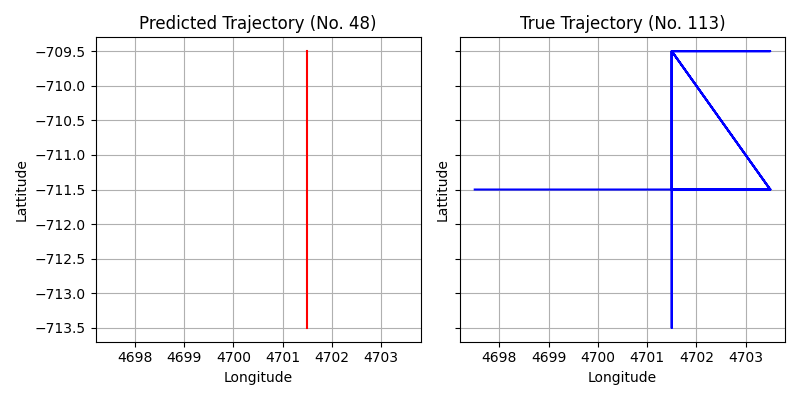 Predicted Trajectory (No. 48)
True Trajectory (No. 113)
−709.5
−710.0
−710.5
−711.0
−711.5
−712.0
−712.5
−713.0
−713.5
Lattitude
Lattitude
4698 4699 4700 4701 4702 4703
4698 4699 4700 4701 4702 4703
Longitude
Longitude